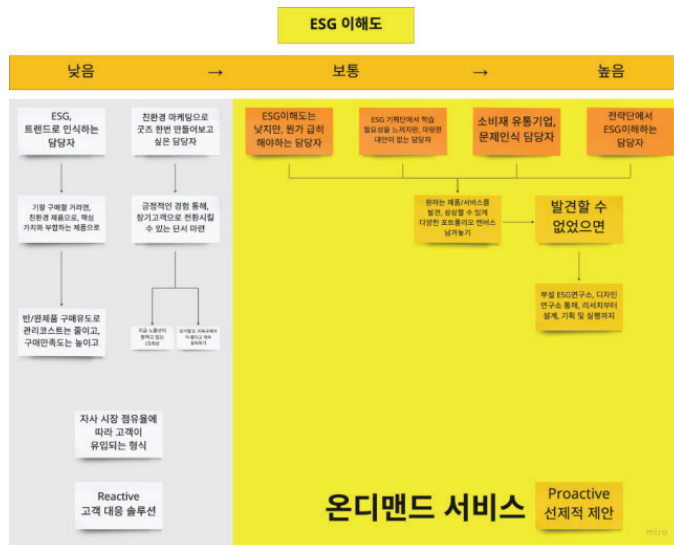 ESG 이해도
낮음 → 보통 → 높음
ESG,
트렌드로 인식하는
담당자
친환경 마케팅으로
굿즈 한번 만들어보고
싶은 담당자
ESG이해도는
낮지만, 뭔가 급히
해야하는 담당자
ESG 기획단에서 학습
필요성을 느끼지만, 마땅한
대안이 없는 담당자
소비재 유통기업,
문제인식 담당자
전략단에서
ESG이해하는
담당자
기왕 구매할 거라면,
친환경 제품으로, 핵심
가치와 부합하는 제품으로
긍정적인 경험 통해,
장기고객으로 전환시킬
수 있는 단서 마련
원하는 제품/서비스를
발견, 상상할 수 있게
다양한 포트폴리오 캔버스
남겨놓기
발견할 수
없었으면
반/완제품 구매유도로
관리코스트는 줄이고,
구매만족도는 높이고
부설 ESG연구소, 디자인
연구소 통해, 리서치부터
설계, 기획 및 실행까지
자사 시장 점유율에
따라 고객이
유입되는 형식
Reactive
고객 대응 솔루션
온디맨드 서비스
Proactive
선제적 제안
miro